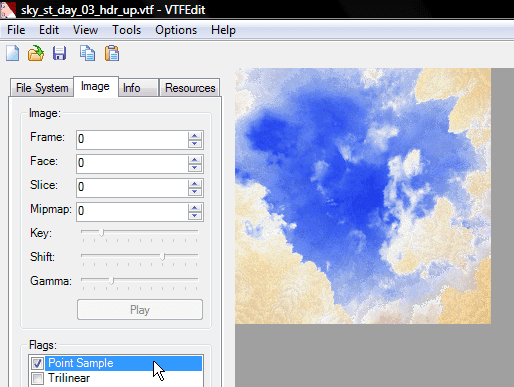 sky_st_day_03_hdr_up.vtf - VTFEdit
File Edit View Tools Options Help
File System Image Info Resources
Image:
Frame: 0
Face: 0
Slice: 0
Mipmap: 0
Key:
Shift:
Gamma:
Play
Flags:
Point Sample
Trilinear